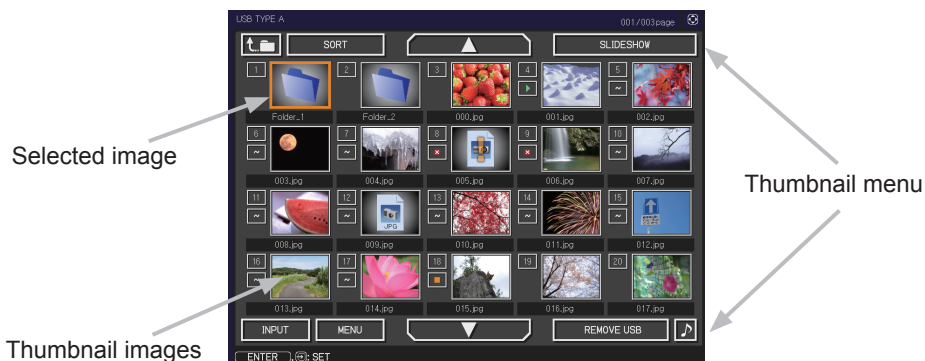 USB TYPE A
001/003page
SORT
SLIDESHOW
1
2
3
4
5
Folder_1
Folder_2
000.jpg
001.jpg
002.jpg
Selected image
6
7
8
9
10
003.jpg
004.jpg
005.jpg
006.jpg
007.jpg
Thumbnail menu
11
12
13
14
15
JPG
008.jpg
009.jpg
010.jpg
011.jpg
012.jpg
16
17
18
19
20
013.jpg
014.jpg
015.jpg
016.jpg
017.jpg
INPUT
MENU
REMOVE USB
Thumbnail images
ENTER , : SET